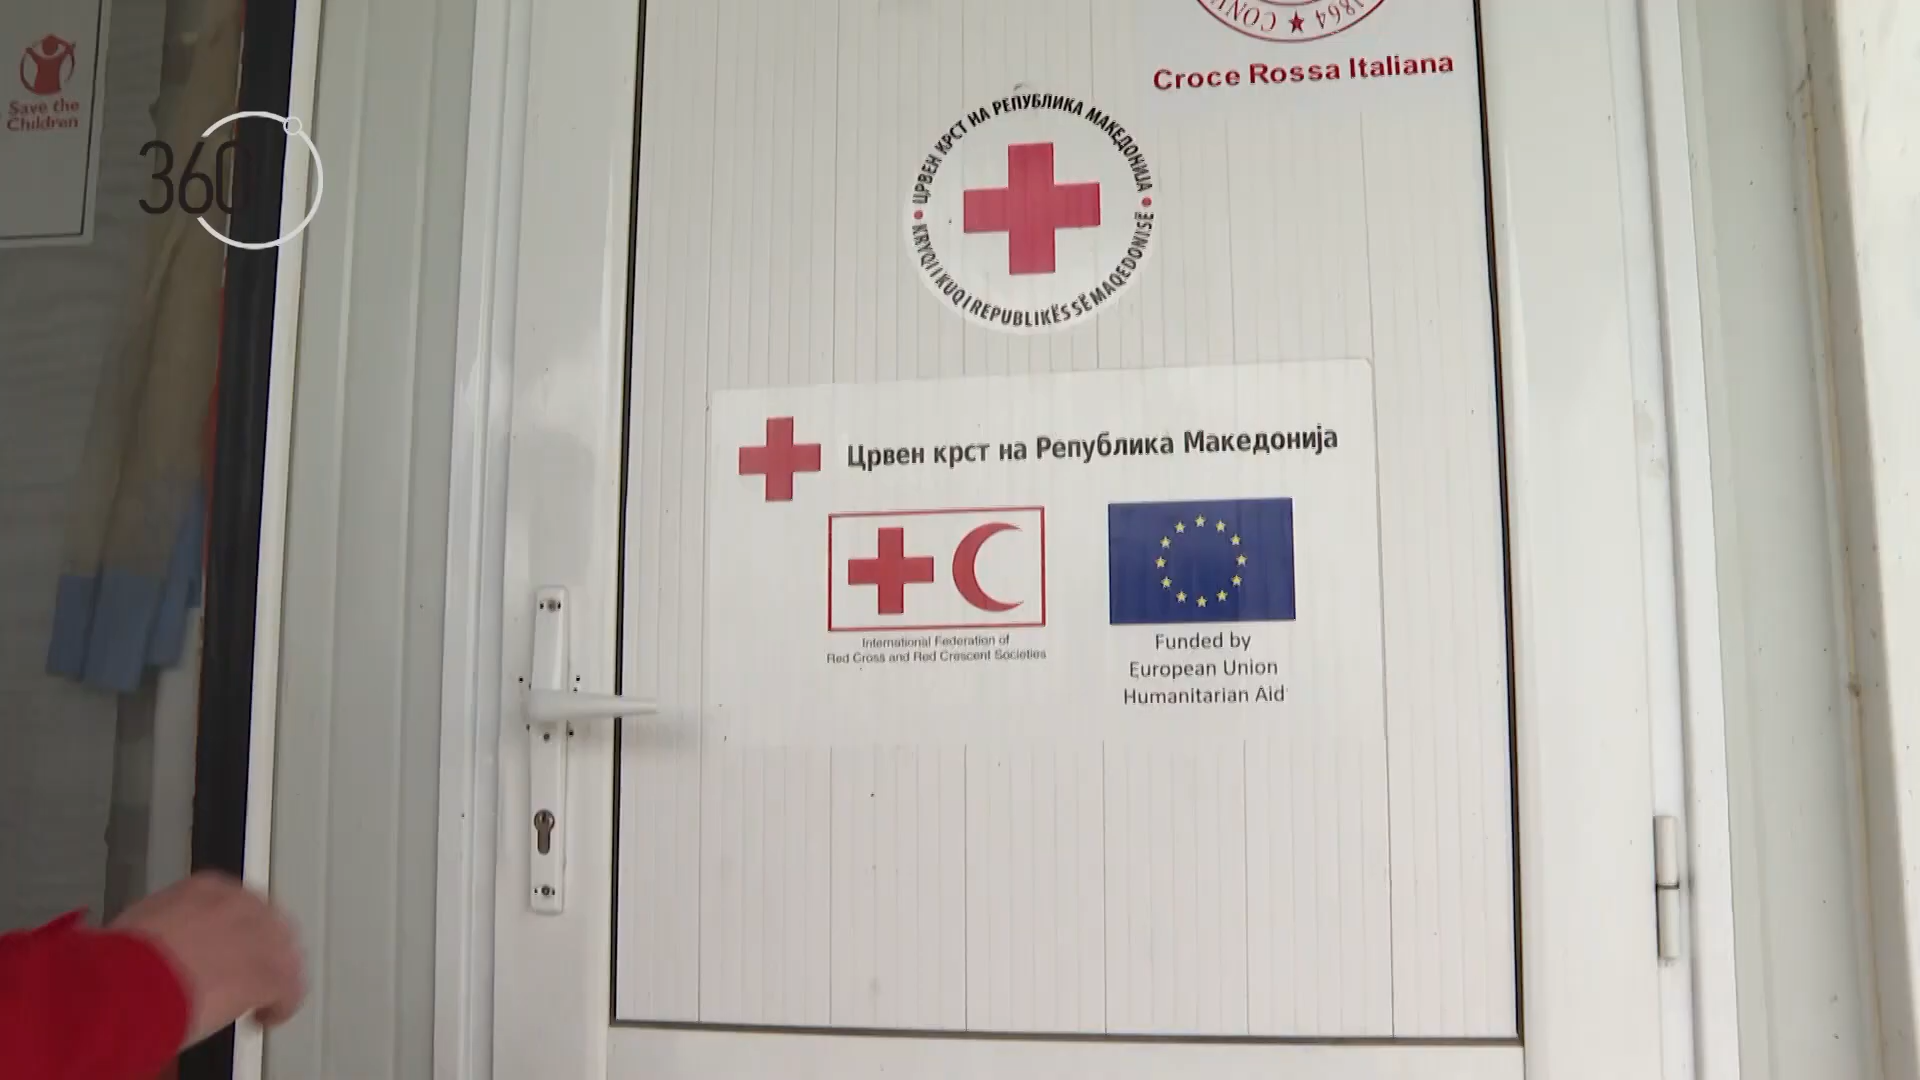 1864
Croce Rossa Italiana
Save the
Children
360
ЦРВЕН КРСТ НА РЕПУБЛИКА МАКЕДОНИЈА
KRYQI I KUQ I REPUBLIKËS SË MAQEDONISË
Црвен крст на Република Македонија
International Federation of
Red Cross and Red Crescent Societies
Funded by
European Union
Humanitarian Aid